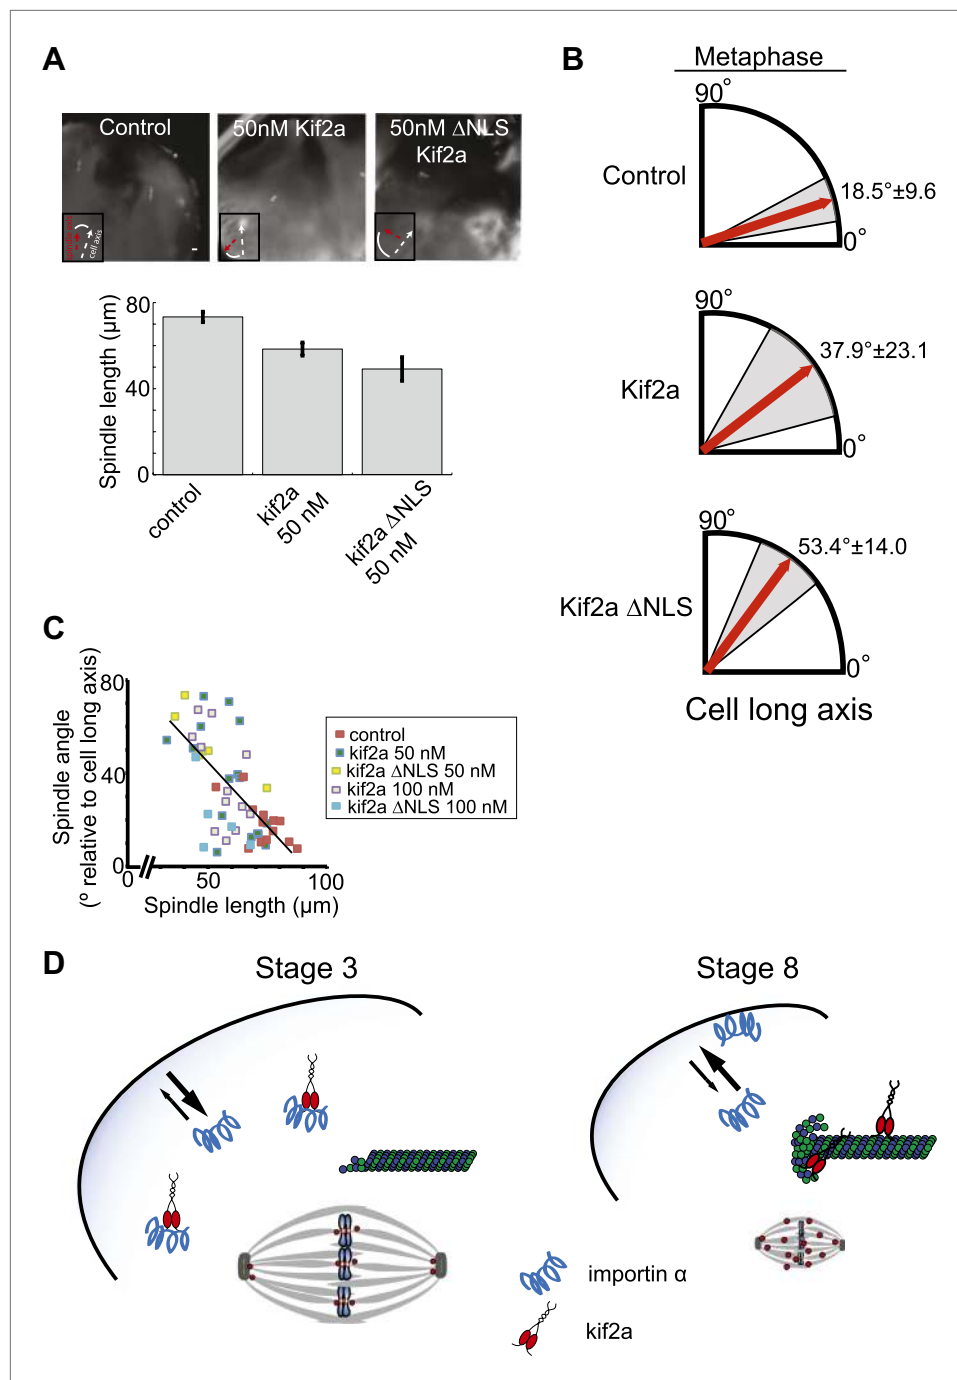 A
Control
50nM Kif2a
50nM ΔNLS
Kif2a
cell axis
Spindle length (µm)
80
40
0
control
kif2a
50 nM
kif2a ΔNLS
50 nM
B
Metaphase
90°
Control
18.5°±9.6
0°
90°
Kif2a
37.9°±23.1
0°
90°
Kif2a ΔNLS
53.4°±14.0
0°
Cell long axis
C
Spindle angle
(º relative to cell long axis)
80
40
0
0
50
100
Spindle length (µm)
control
kif2a 50 nM
kif2a ΔNLS 50 nM
kif2a 100 nM
kif2a ΔNLS 100 nM
D
Stage 3
Stage 8
importin α
kif2a